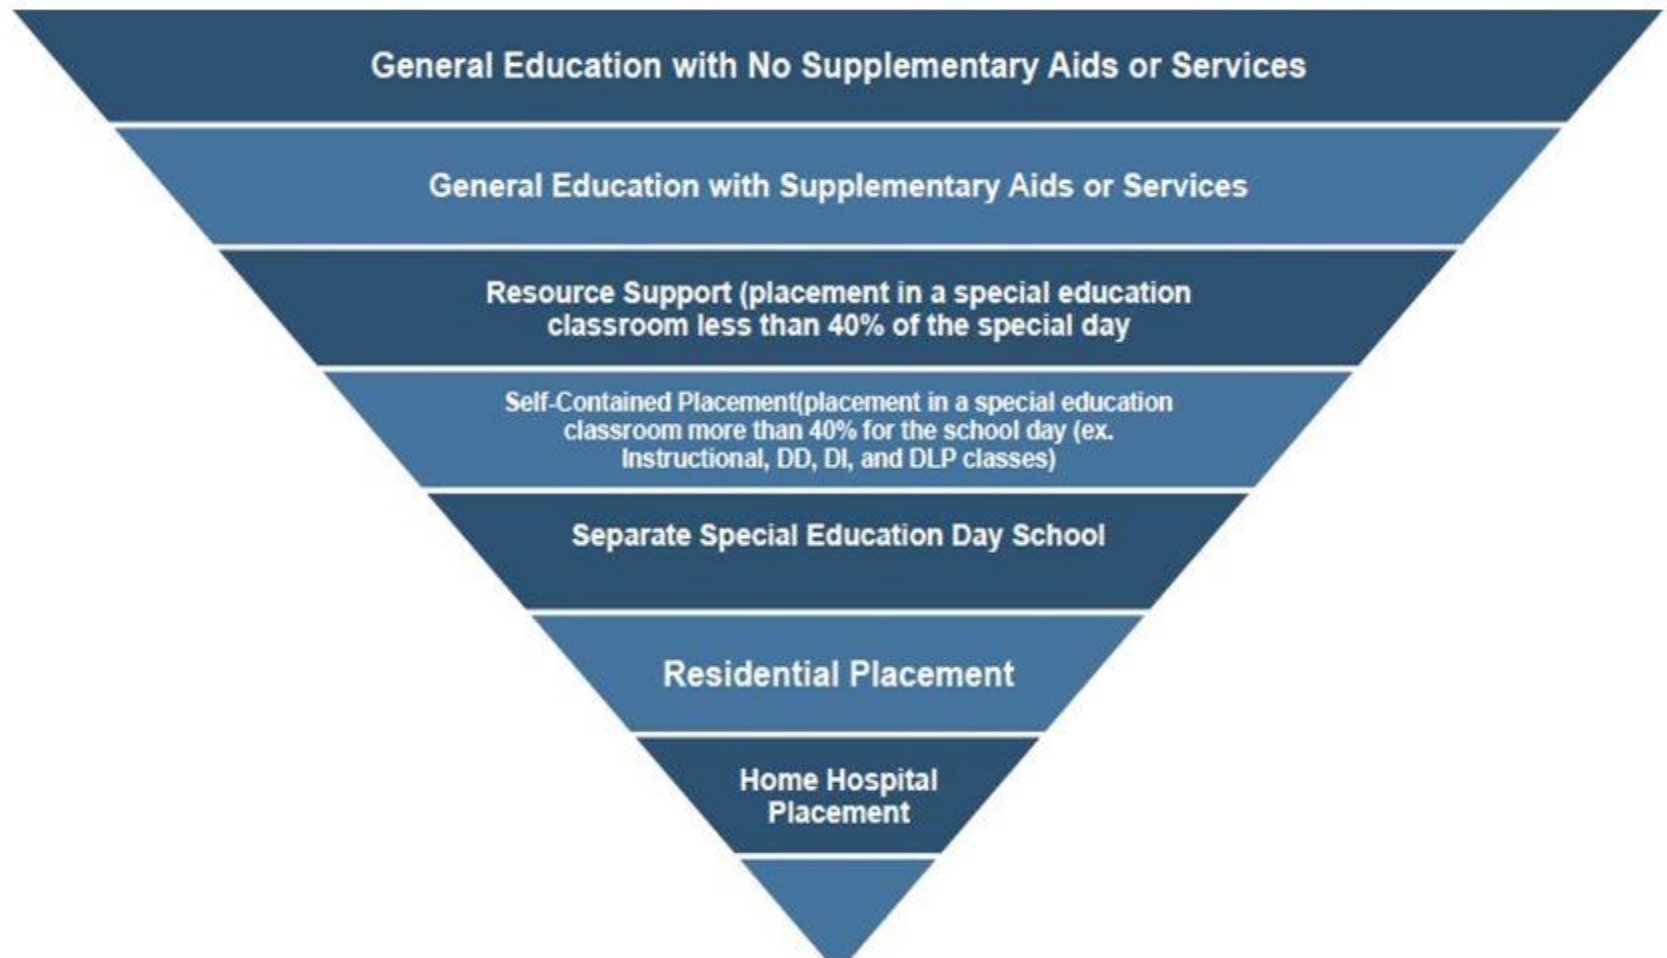 General Education with No Supplementary Aids or Services
General Education with Supplementary Aids or Services
Resource Support (placement in a special education
classroom less than 40% of the special day
Self-Contained Placement(placement in a special education
classroom more than 40% for the school day (ex.
Instructional, DD, DI, and DLP classes)
Separate Special Education Day School
Residential Placement
Home Hospital
Placement